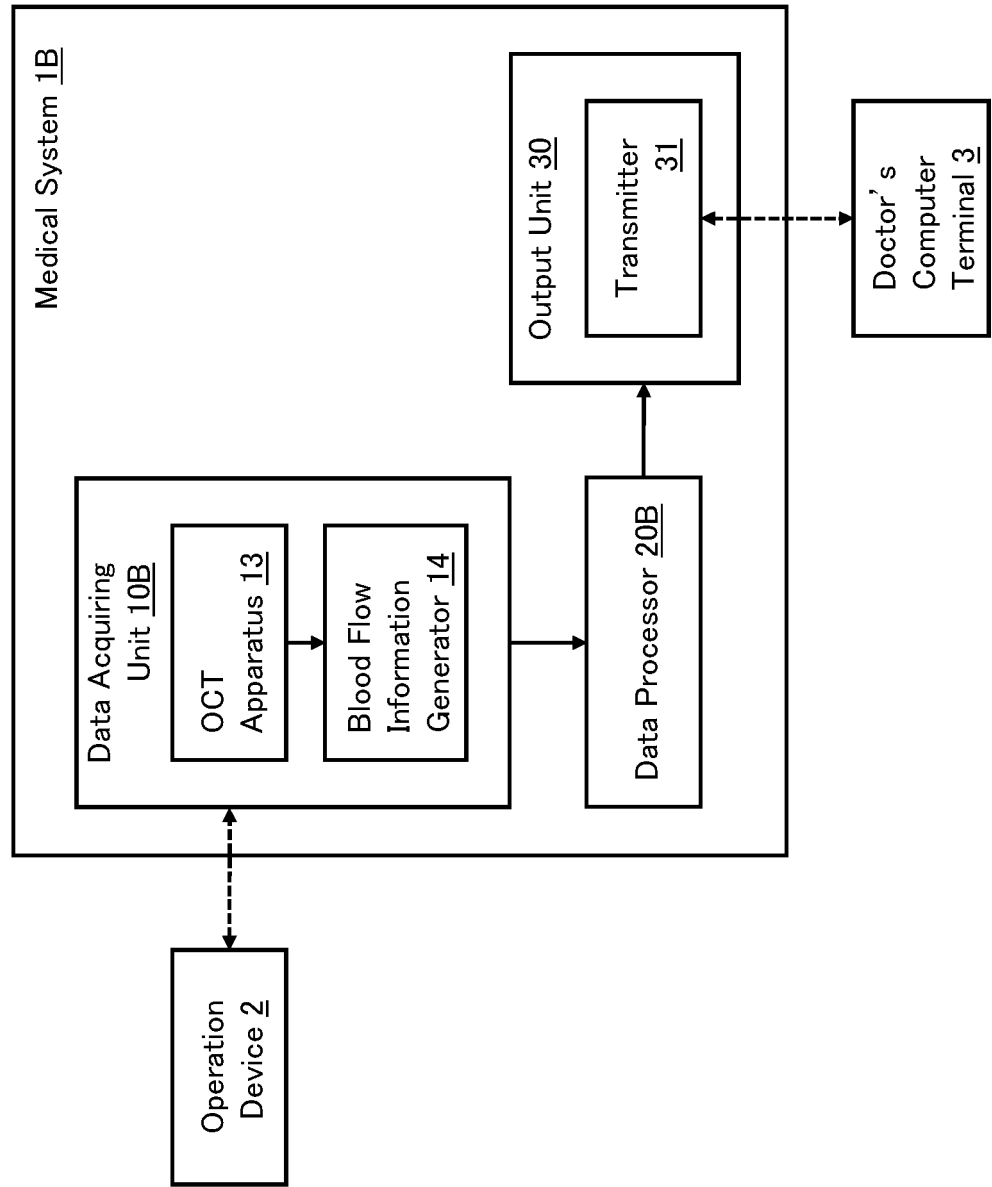 Medical System 1B
Data Acquiring
Unit 10B
OCT
Apparatus 13
Blood Flow
Information
Generator 14
Operation
Device 2
Data Processor 20B
Output Unit 30
Transmitter
31
Doctor's
Computer
Terminal 3